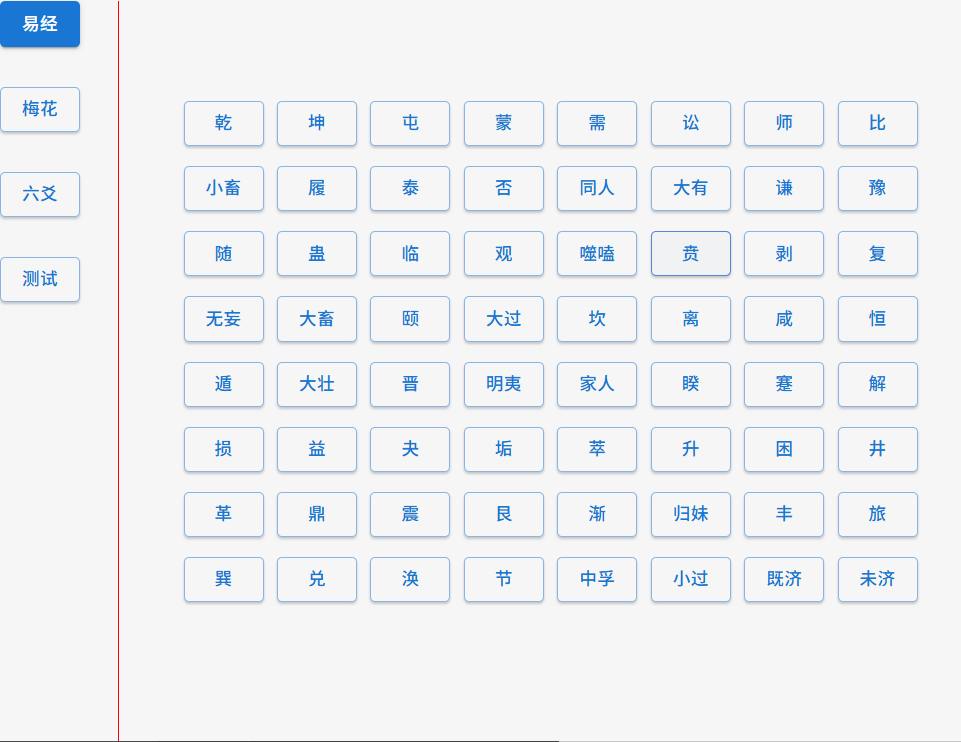 易经
梅花
六爻
测试
乾 坤 屯 蒙 需 讼 师 比
小畜 履 泰 否 同人 大有 谦 豫
随 蛊 临 观 噬嗑 贲 剥 复
无妄 大畜 颐 大过 坎 离 咸 恒
遁 大壮 晋 明夷 家人 睽 蹇 解
损 益 夬 垢 萃 升 困 井
革 鼎 震 艮 渐 归妹 丰 旅
巽 兑 涣 节 中孚 小过 既济 未济